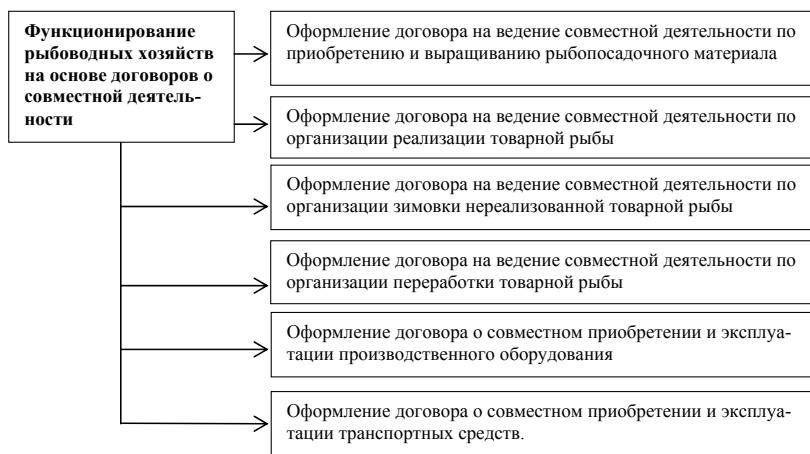 Функционирование
рыбоводных хозяйств
на основе договоров о
совместной деятель-
ности
Оформление договора на ведение совместной деятельности по
приобретению и выращиванию рыбопосадочного материала
Оформление договора на ведение совместной деятельности по
организации реализации товарной рыбы
Оформление договора на ведение совместной деятельности по
организации зимовки нереализованной товарной рыбы
Оформление договора на ведение совместной деятельности по
организации переработки товарной рыбы
Оформление договора о совместном приобретении и эксплуа-
тации производственного оборудования
Оформление договора о совместном приобретении и эксплуа-
тации транспортных средств.